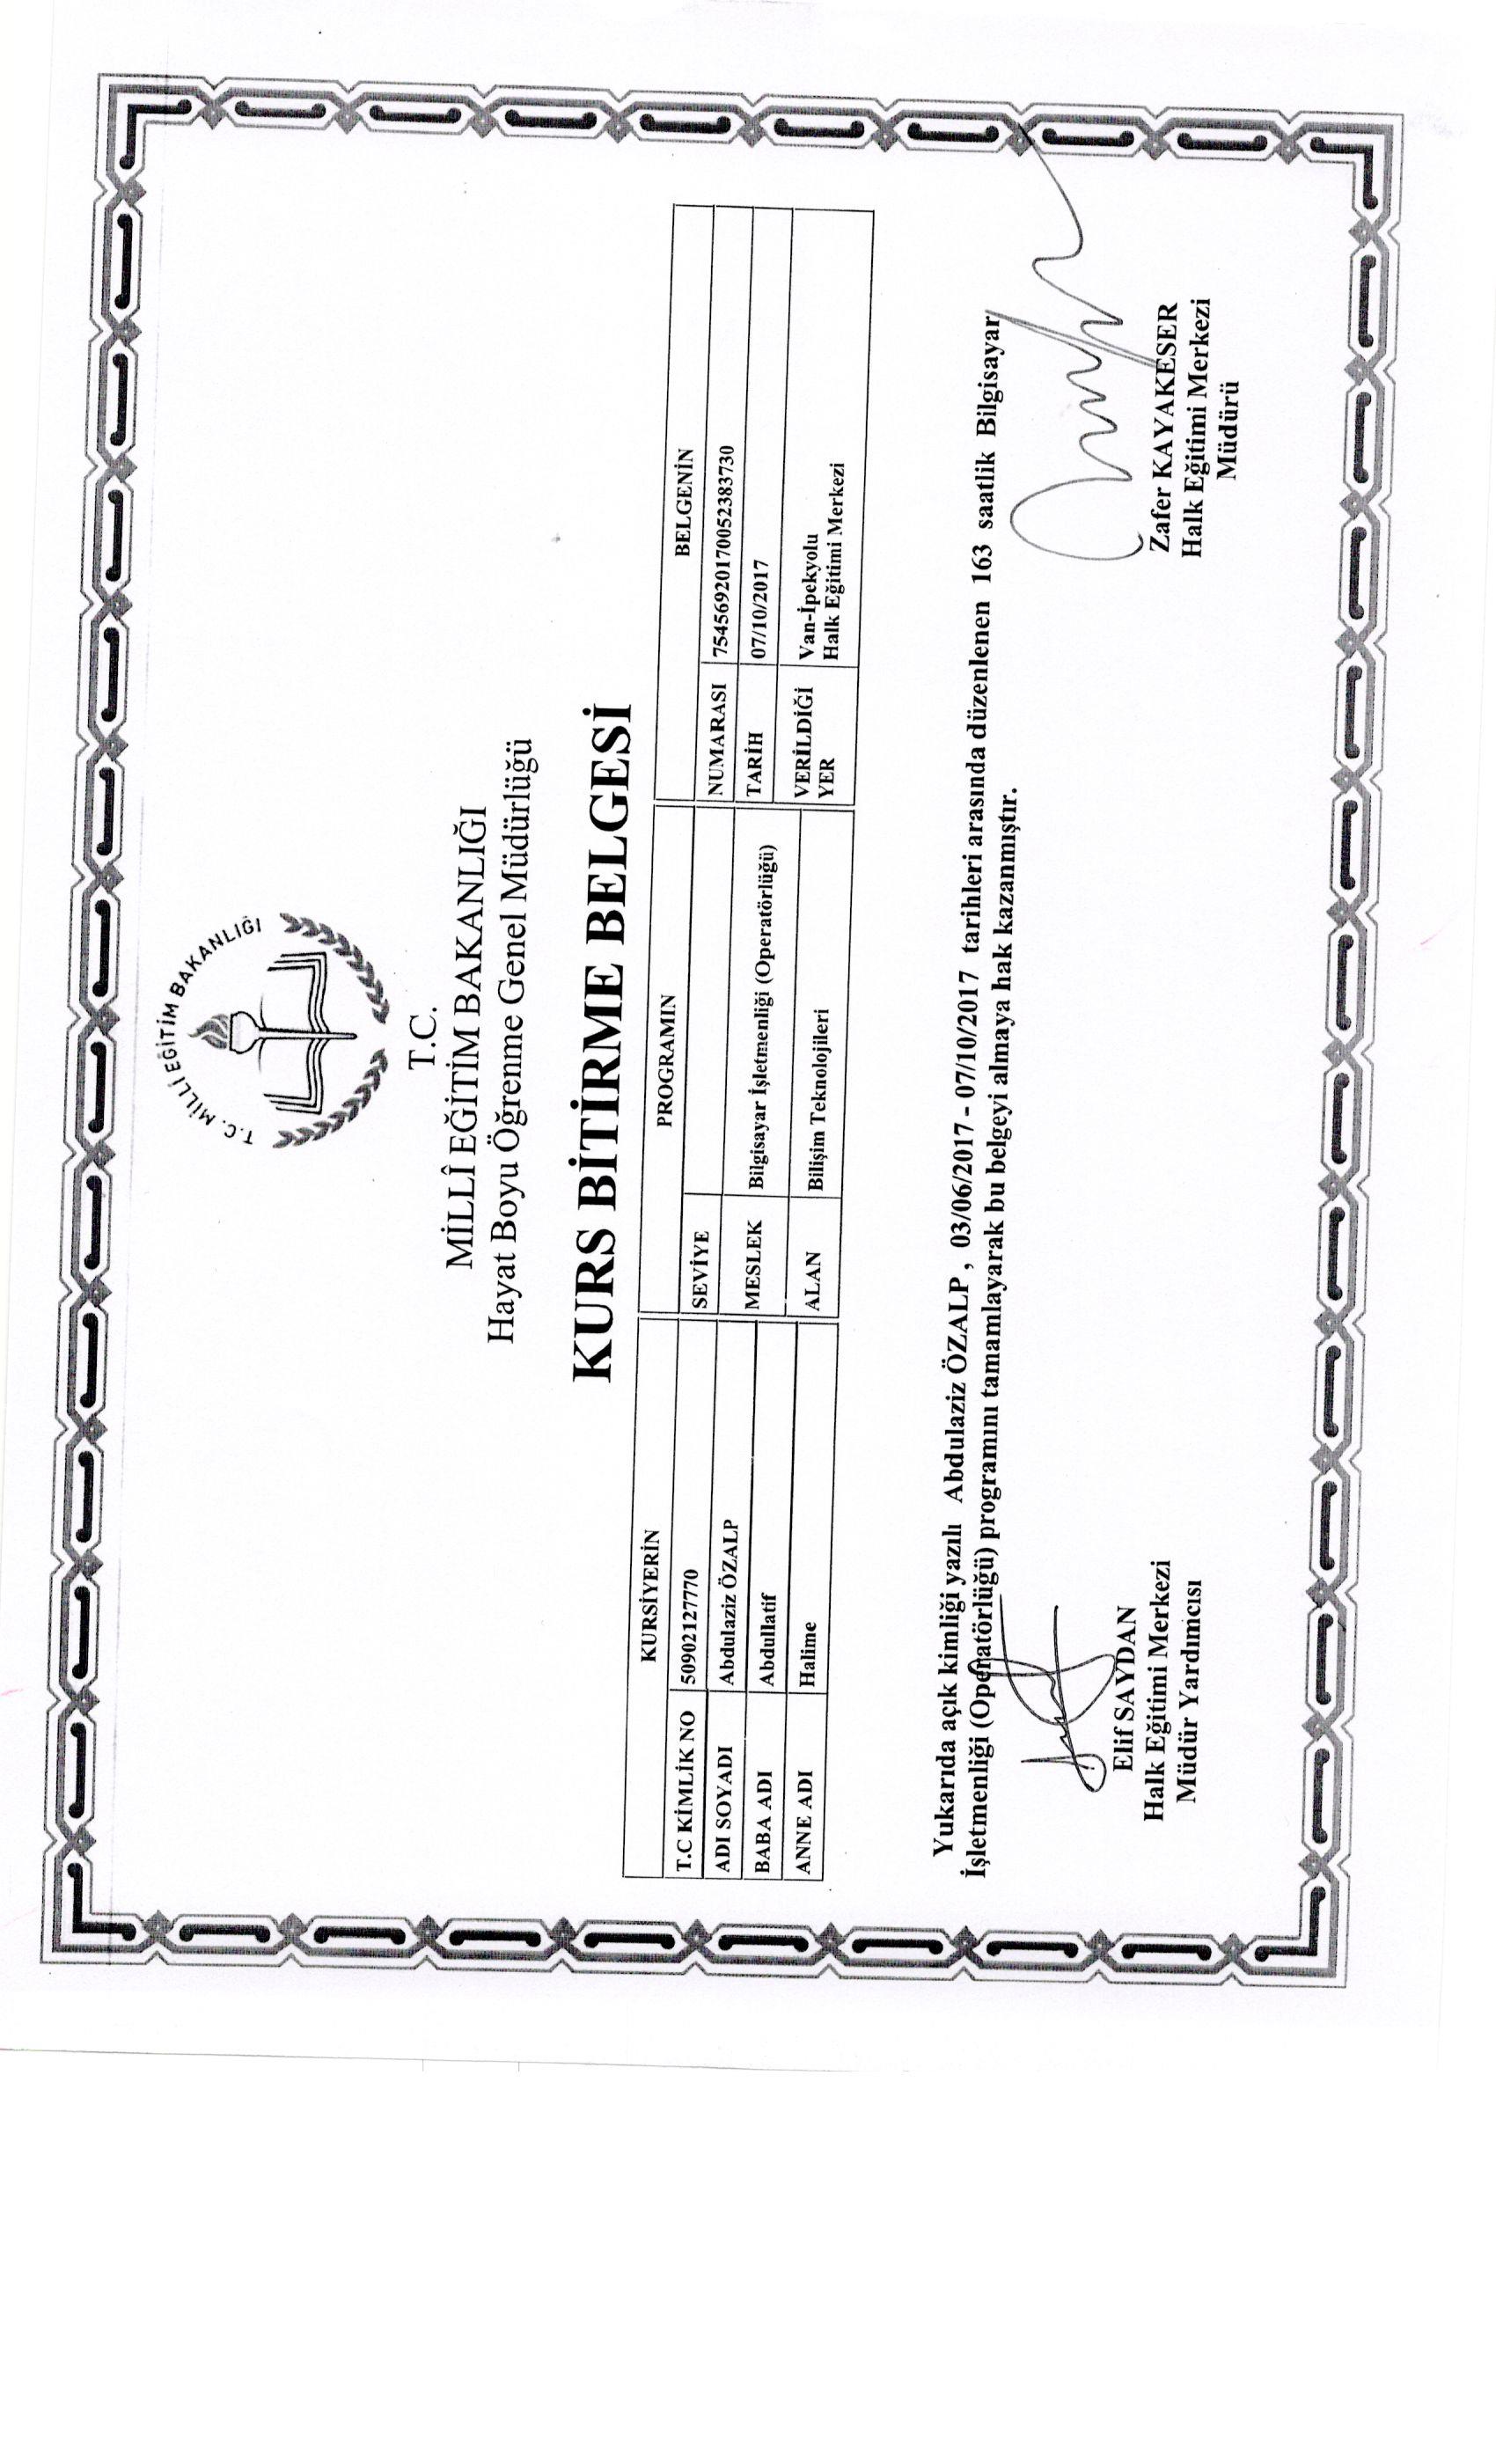 T.C. MİLLÎ EĞİTİM BAKANLIĞI
T.C.
MİLLÎ EĞİTİM BAKANLIĞI
Hayat Boyu Öğrenme Genel Müdürlüğü
KURS BİTİRME BELGESİ
KURSİYERİN
T.C KİMLİK NO 50902127770
ADI SOYADI Abdulaziz ÖZALP
BABA ADI Abdullatif
ANNE ADI Halime
PROGRAMIN
SEVİYE
MESLEK Bilgisayar İşletmenliği (Operatörlüğü)
ALAN Bilişim Teknolojileri
BELGENİN
NUMARASI 754569201700523837​30
TARİH 07/10/2017
VERİLDİĞİ Van-İpekyolu
YER Halk Eğitimi Merkezi
Yukarıda açık kimliği yazılı Abdulaziz ÖZALP , 03/06/2017 - 07/10/2017 tarihleri arasında düzenlenen 163 saatlik Bilgisayar
İşletmenliği (Operatörlüğü) programını tamamlayarak bu belgeyi almaya hak kazanmıştır.
Elif SAYDAN
Halk Eğitimi Merkezi
Müdür Yardımcısı
Zafer KAYAKESER
Halk Eğitimi Merkezi
Müdürü